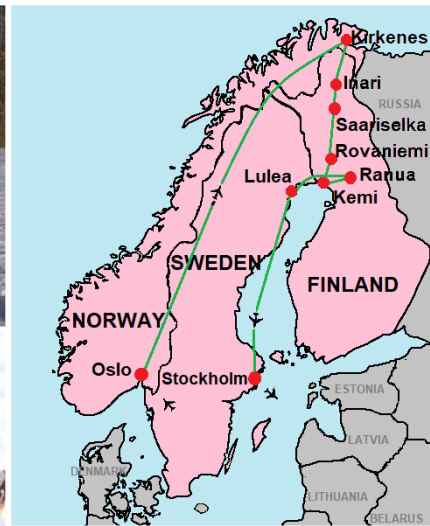 Kirkenes
Inari
RUSSIA
Saariselka
Rovaniemi
Lulea
Ranua
Kemi
SWEDEN
FINLAND
NORWAY
Oslo
Stockholm
ESTONIA
LATVIA
DENMARK
LITHUANIA
BELARUS